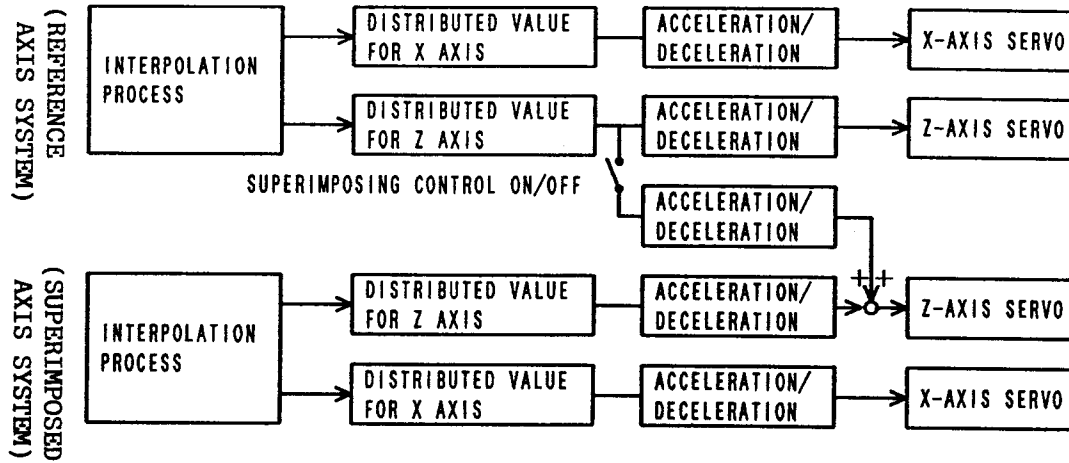 (REFERENCE
AXIS SYSTEM)
INTERPOLATION
PROCESS
DISTRIBUTED VALUE
FOR X AXIS
ACCELERATION/
DECELERATION
X-AXIS SERVO
DISTRIBUTED VALUE
FOR Z AXIS
ACCELERATION/
DECELERATION
Z-AXIS SERVO
SUPERIMPOSING CONTROL ON/OFF
ACCELERATION/
DECELERATION
(SUPERIMPOSED
AXIS SYSTEM)
INTERPOLATION
PROCESS
DISTRIBUTED VALUE
FOR Z AXIS
ACCELERATION/
DECELERATION
+ +
Z-AXIS SERVO
DISTRIBUTED VALUE
FOR X AXIS
ACCELERATION/
DECELERATION
X-AXIS SERVO